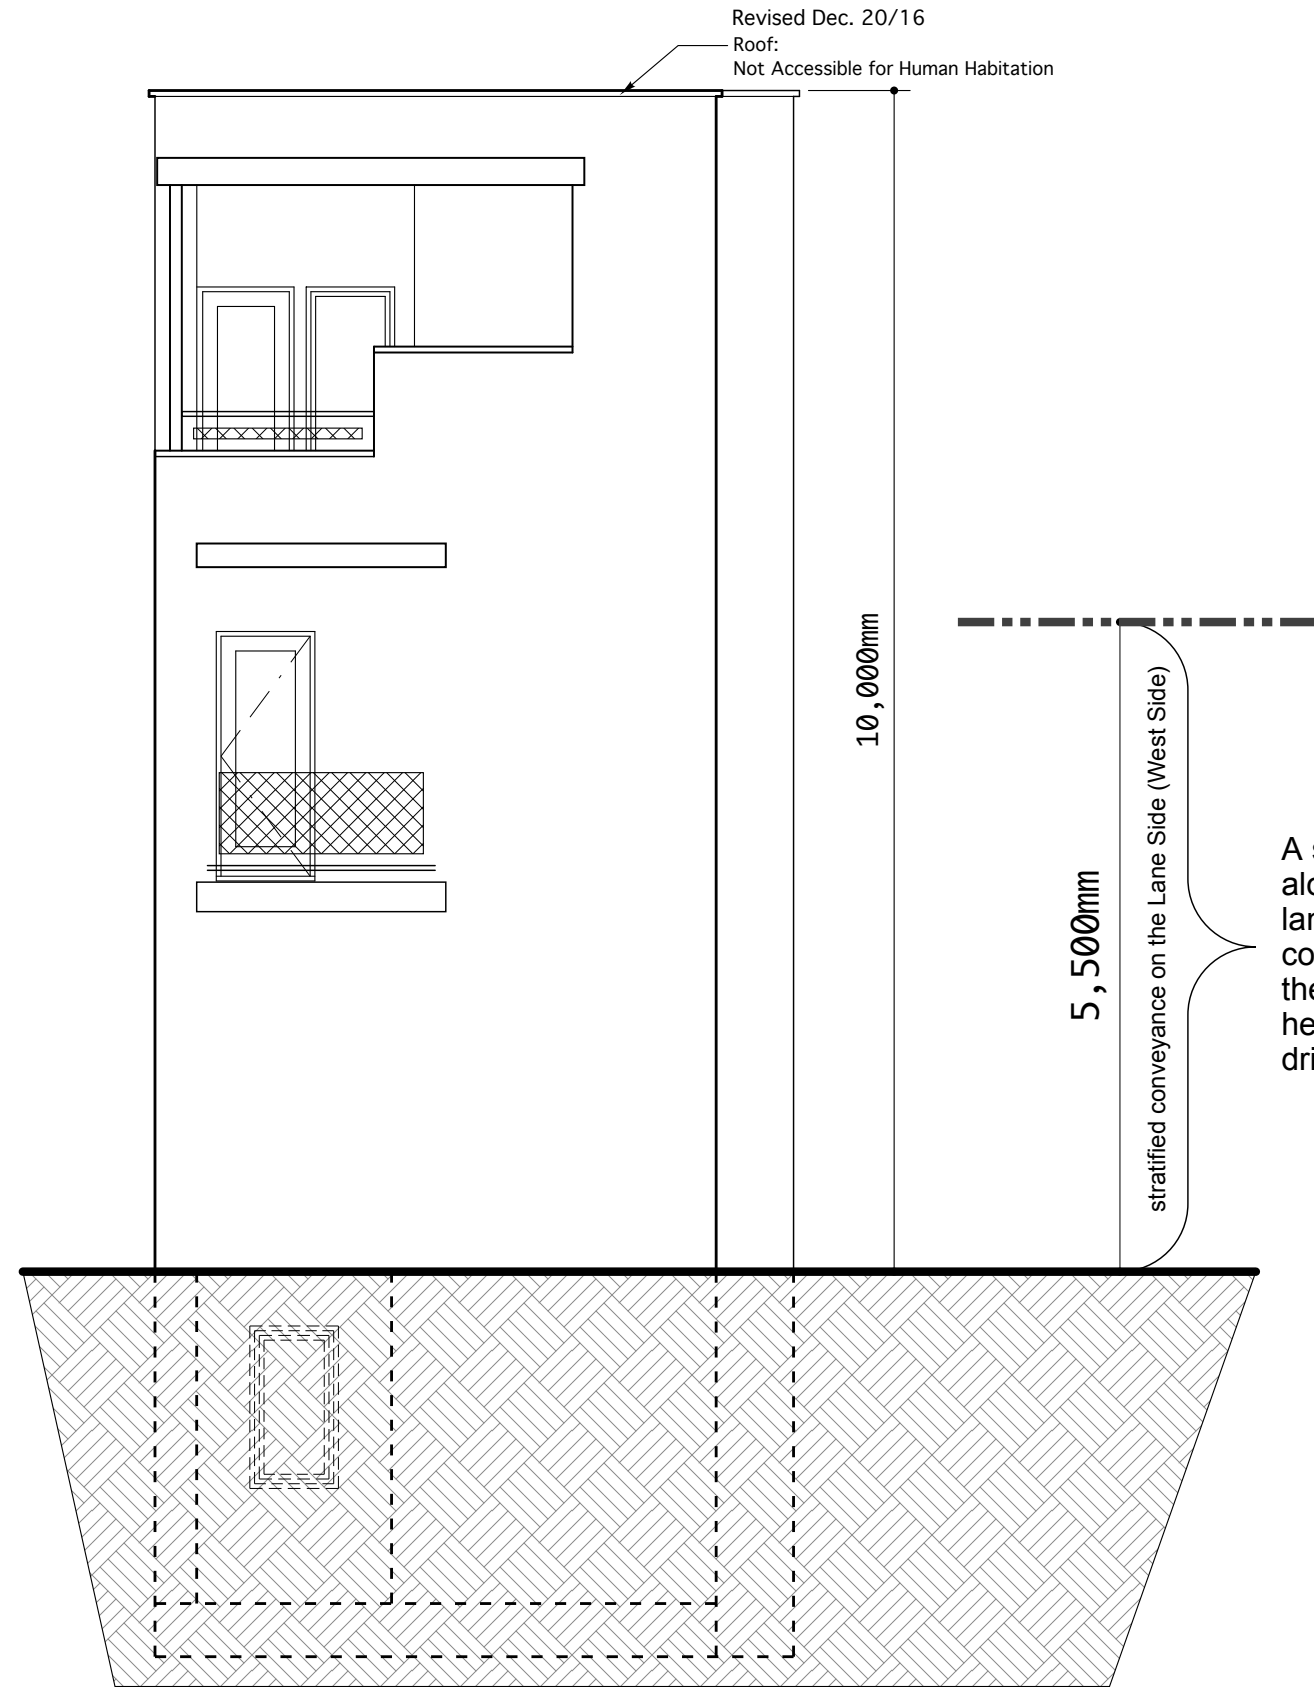 Revised Dec. 20/16
Roof:
Not Accessible for Human Habitation
10,000mm
5,500mm
stratified conveyance on the Lane Side (West Side)
A